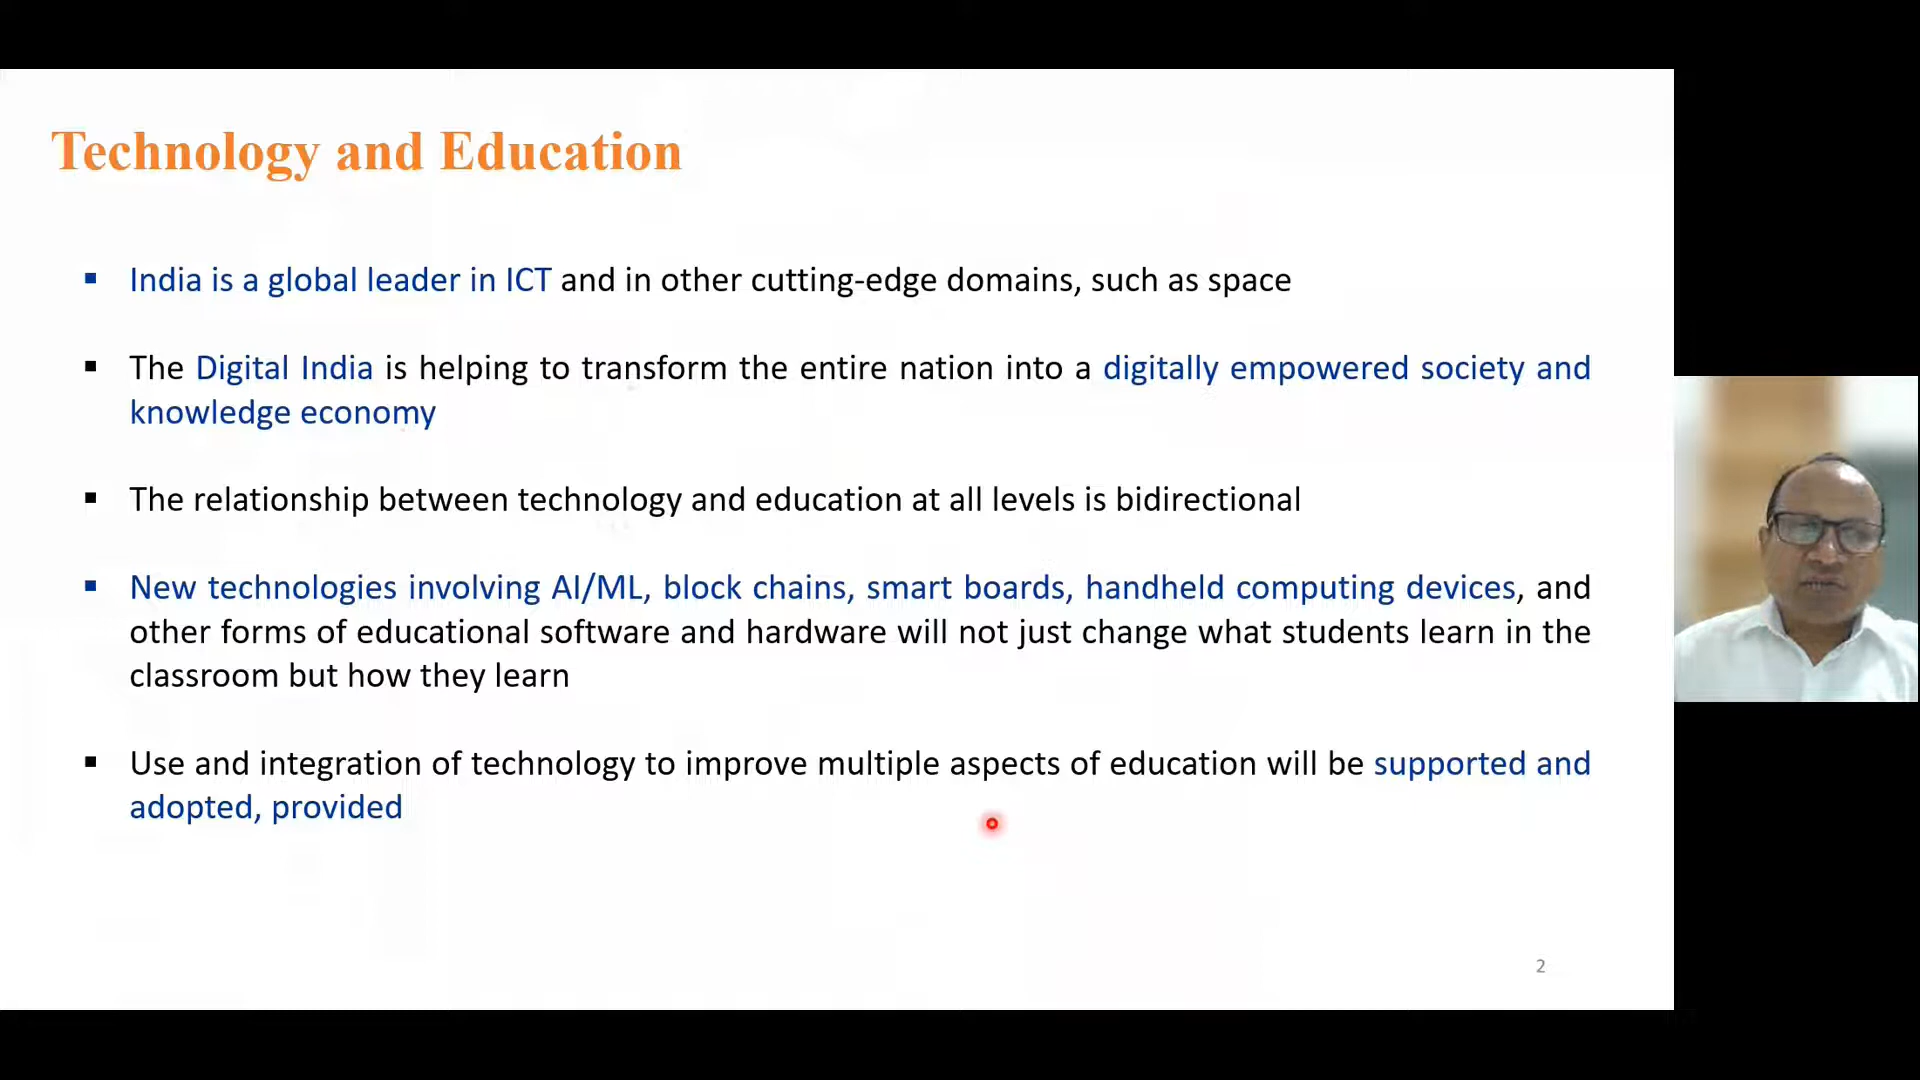 Technology and Education
▪ India is a global leader in ICT and in other cutting-edge domains, such as space
▪ The Digital India is helping to transform the entire nation into a digitally empowered society and
knowledge economy
▪ The relationship between technology and education at all levels is bidirectional
▪ New technologies involving AI/ML, block chains, smart boards, handheld computing devices, and
other forms of educational software and hardware will not just change what students learn in the
classroom but how they learn
▪ Use and integration of technology to improve multiple aspects of education will be supported and
adopted, provided
2